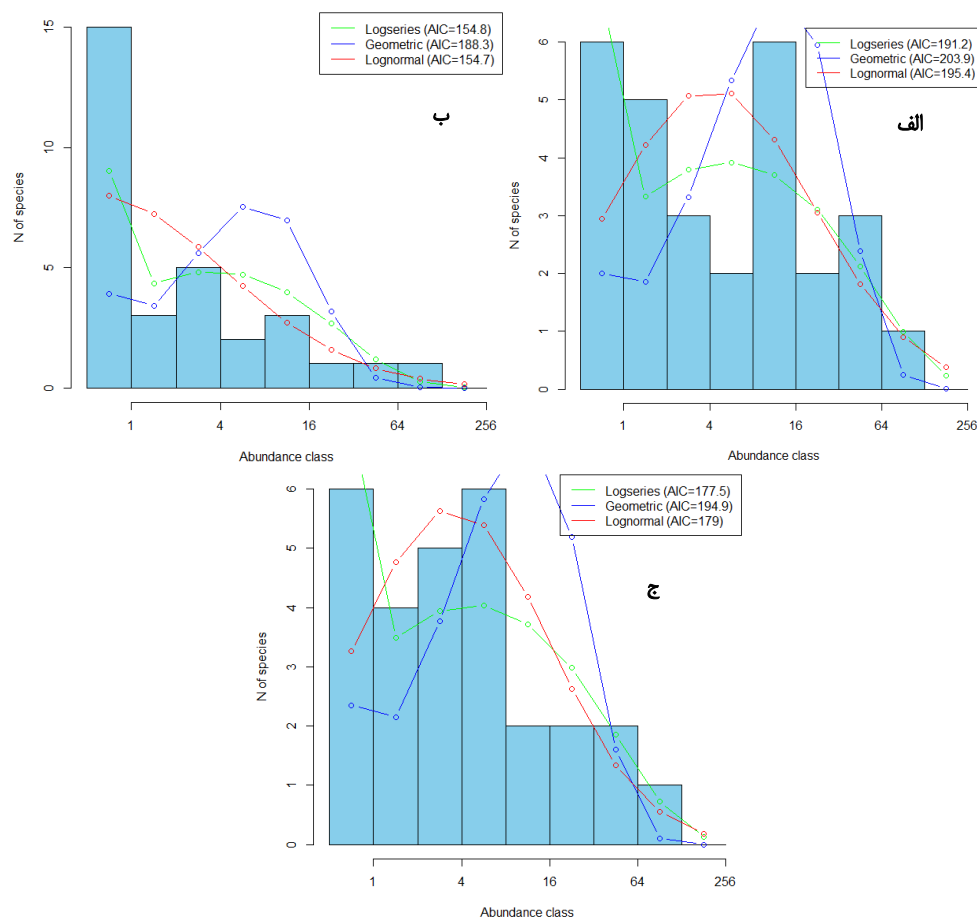 Logseries (AIC=154.8)
Geometric (AIC=188.3)
Lognormal (AIC=154.7)
ب
N of species
0
5
10
15
1
4
16
64
256
Abundance class
Logseries (AIC=191.2)
Geometric (AIC=203.9)
Lognormal (AIC=195.4)
الف
N of species
0
1
2
3
4
5
6
1
4
16
64
256
Abundance class
Logseries (AIC=177.5)
Geometric (AIC=194.9)
Lognormal (AIC=179)
ج
N of species
0
1
2
3
4
5
6
1
4
16
64
256
Abundance class